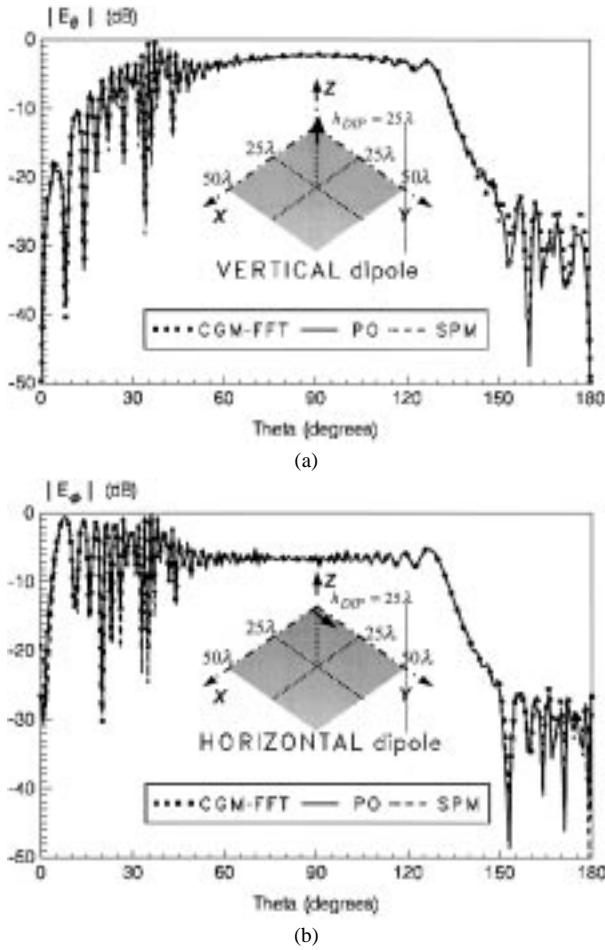 | E_θ | (dB)
0
-10
-20
-30
-40
-50
Z
h_DIP = 25λ
25λ 25λ
50λ 50λ
X Y
VERTICAL dipole
CGM-FFT PO SPM
0 30 60 90 120 150 180
Theta (degrees)
(a)
| E_φ | (dB)
0
-10
-20
-30
-40
-50
Z
h_DIP = 25λ
25λ 25λ
50λ 50λ
X Y
HORIZONTAL dipole
CGM-FFT PO SPM
0 30 60 90 120 150 180
Theta (degrees)
(b)